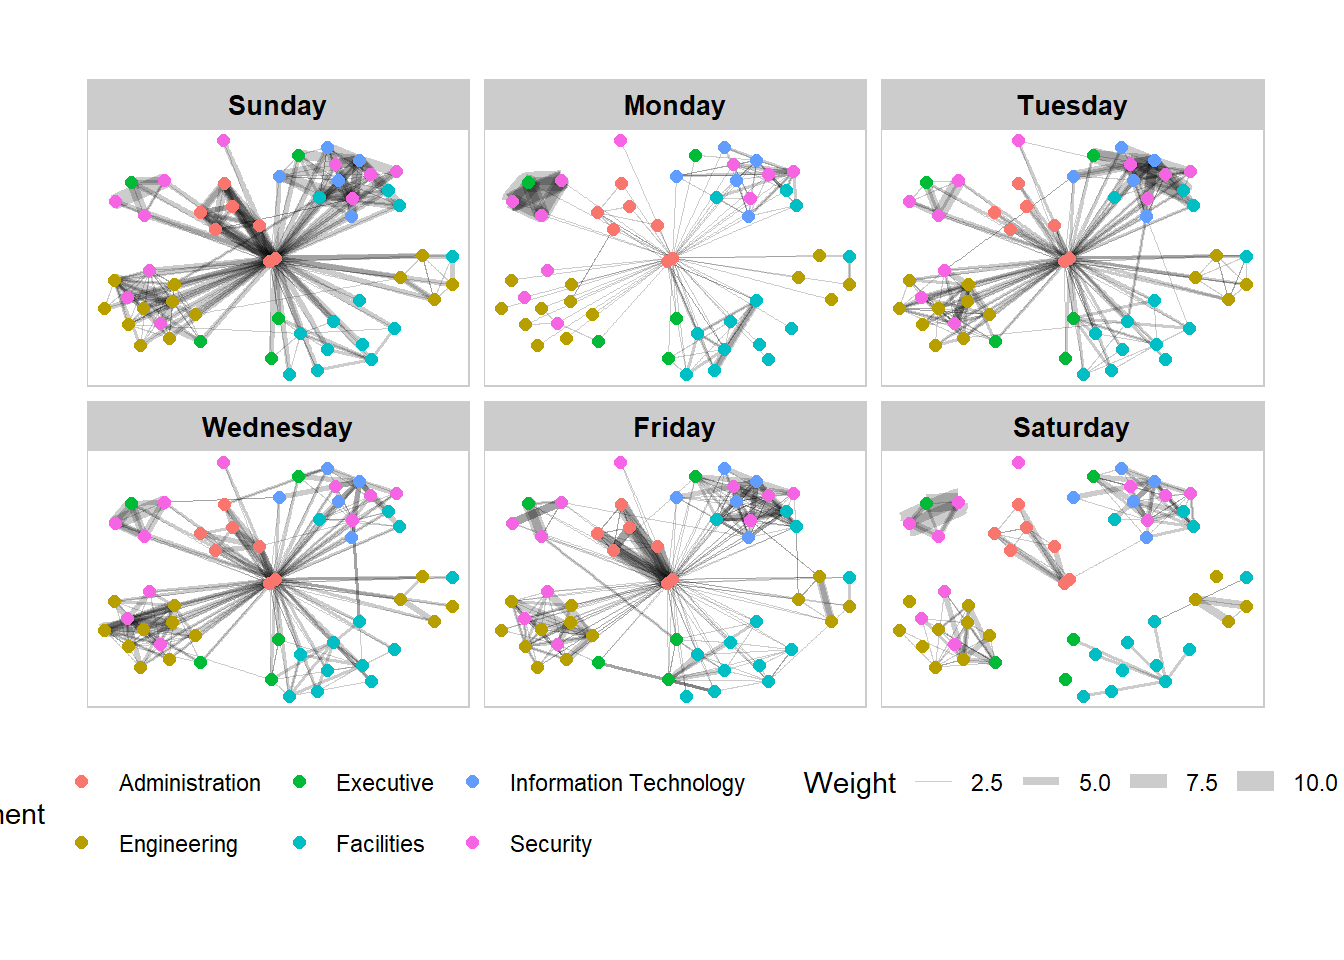 Sunday Monday Tuesday
Wednesday Friday Saturday
Administration Executive Information Technology Weight 2.5 5.0 7.5 10.0
Engineering Facilities Security